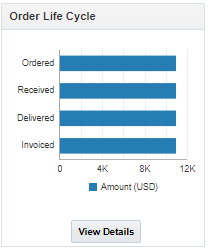 Order Life Cycle
Ordered
Received
Delivered
Invoiced
0 4K 8K 12K
Amount (USD)
View Details